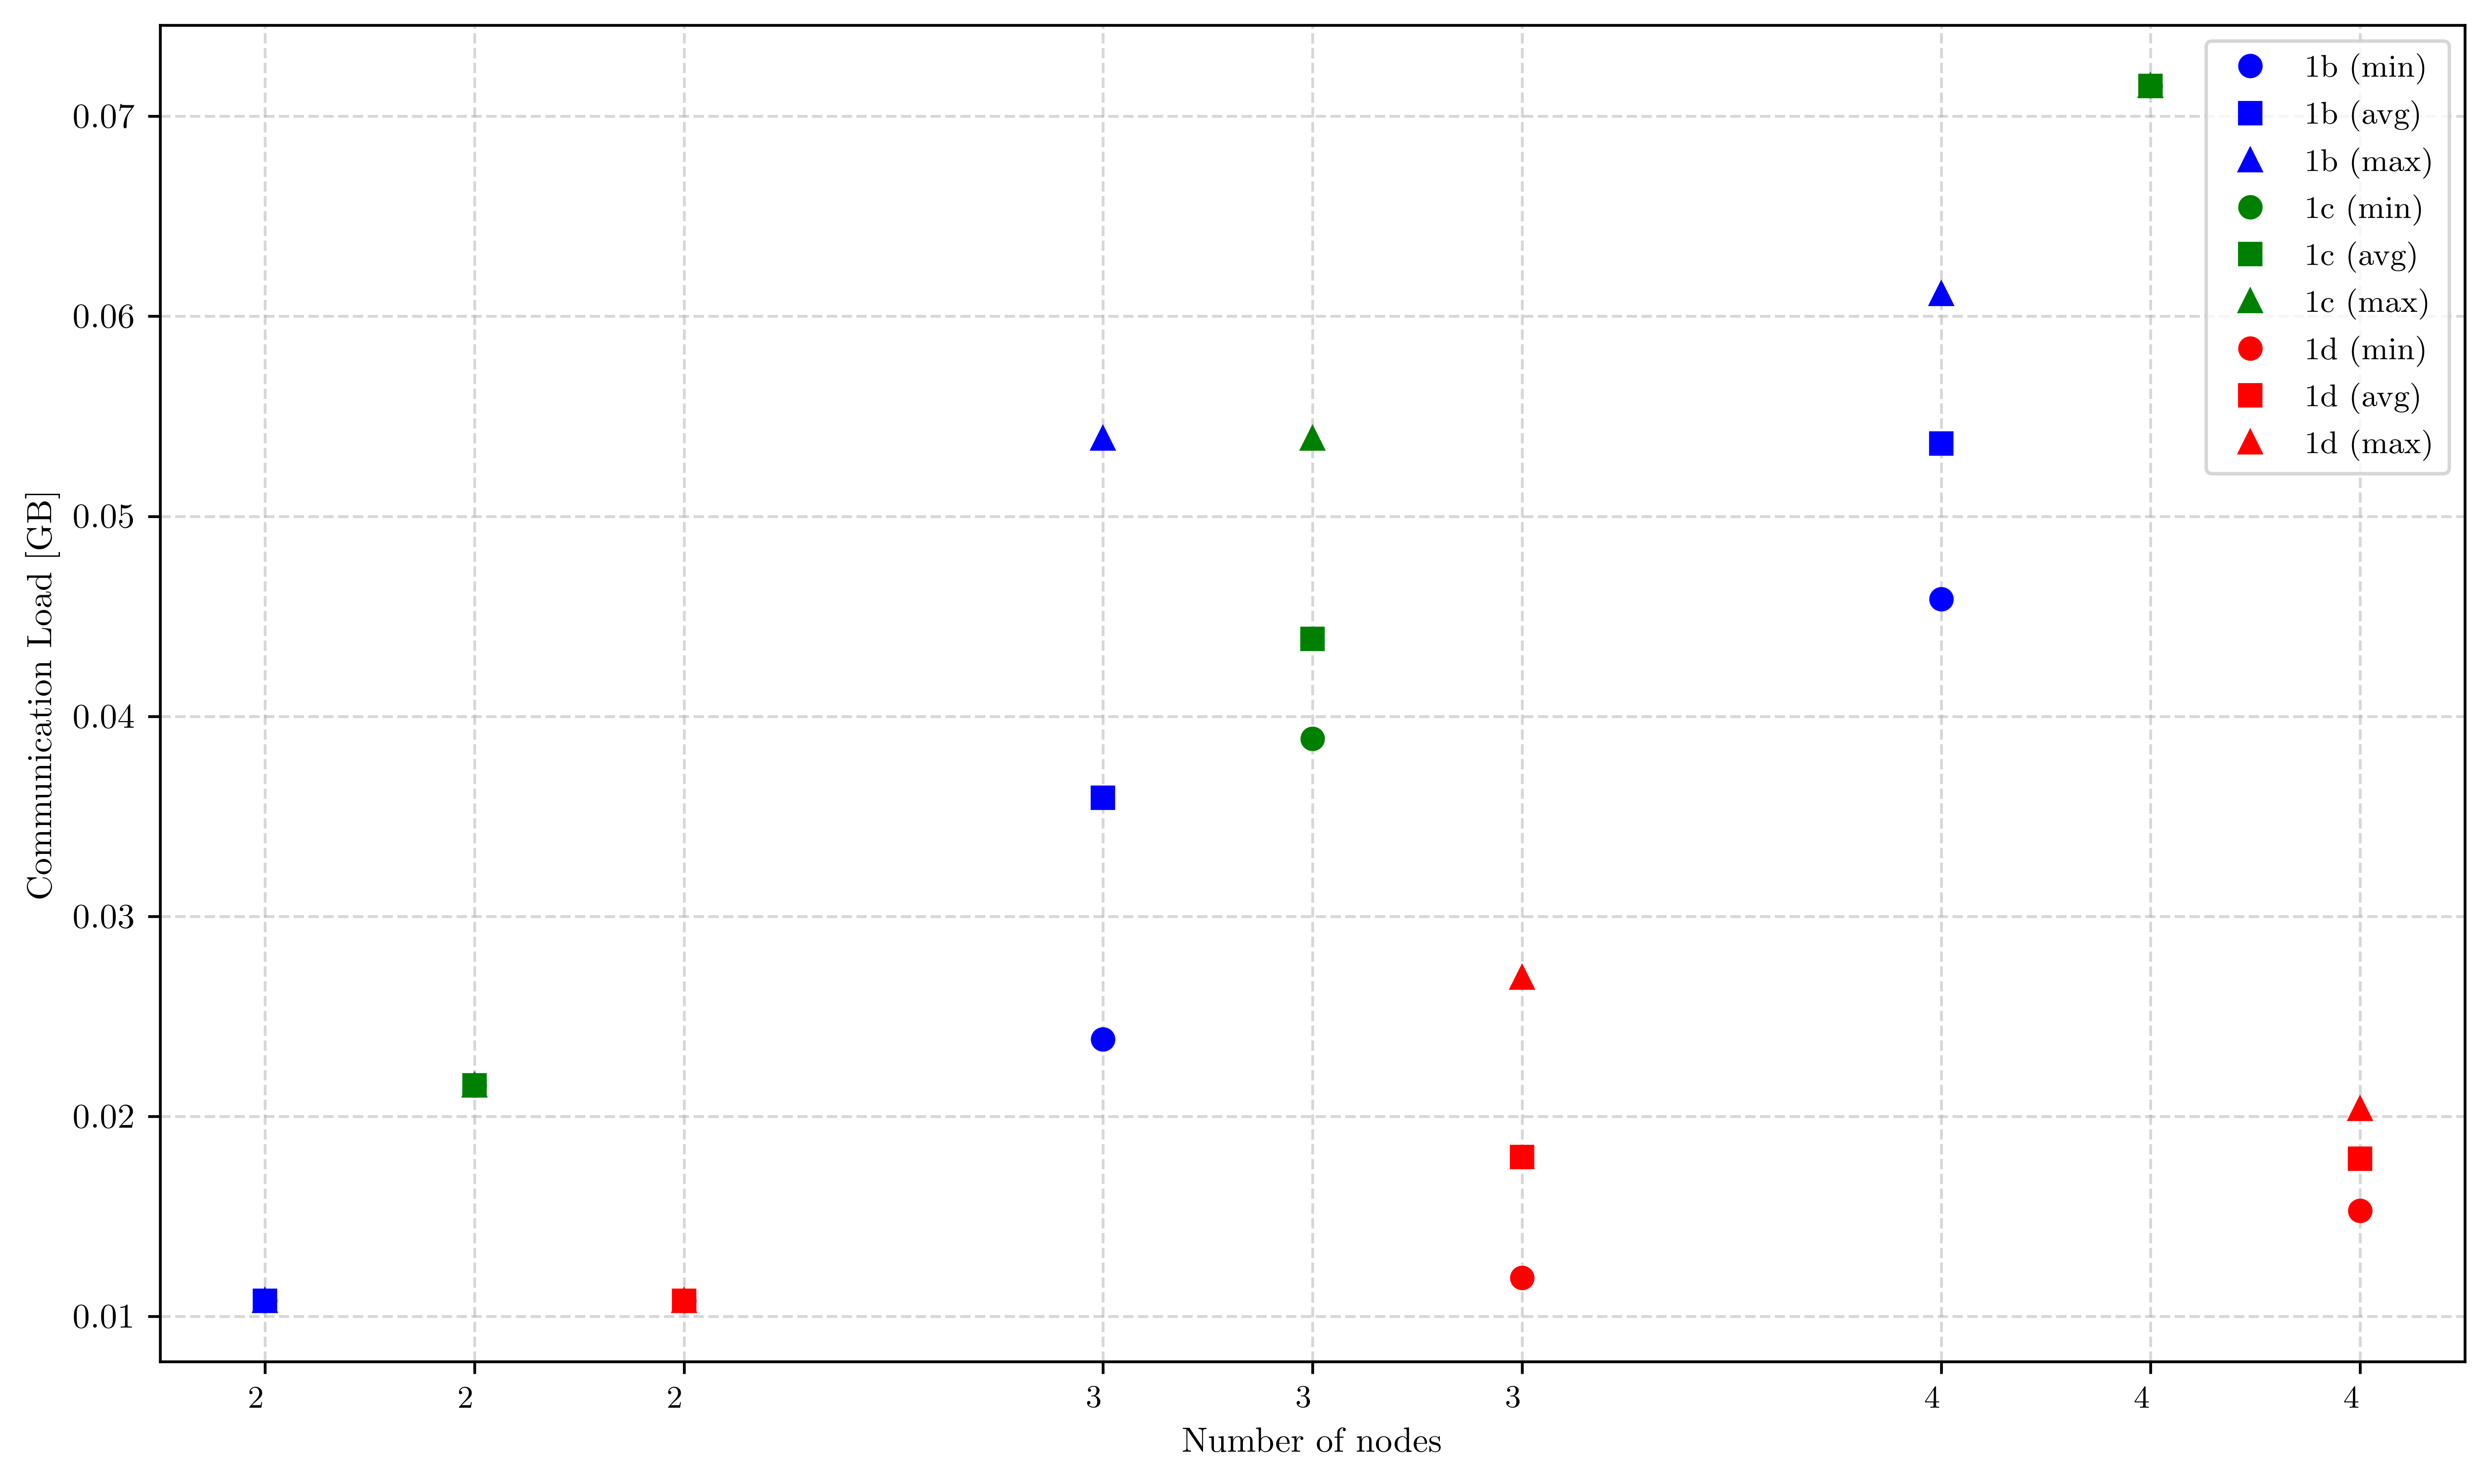 1b (min)
1b (avg)
1b (max)
1c (min)
1c (avg)
1c (max)
1d (min)
1d (avg)
1d (max)
0.07
0.06
0.05
0.04
0.03
0.02
0.01
Communication Load [GB]
2 2 2 3 3 3 4 4 4
Number of nodes